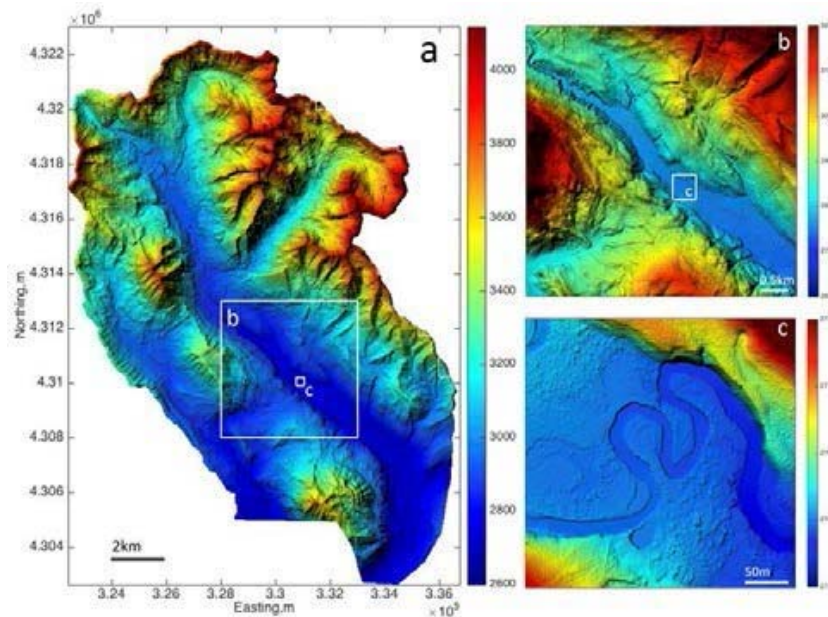 × 10⁶
a
4.322
4.32
4.318
4.316
4.314
4.312
4.31
4.308
4.306
4.304
Northing, m
b
c
2km
3.22 3.24 3.26 3.28 3.3 3.32 3.34 3.36
Easting, m
× 10⁵
4000
3800
3600
3400
3200
3000
2800
2600
b
c
0.5km
c
50m